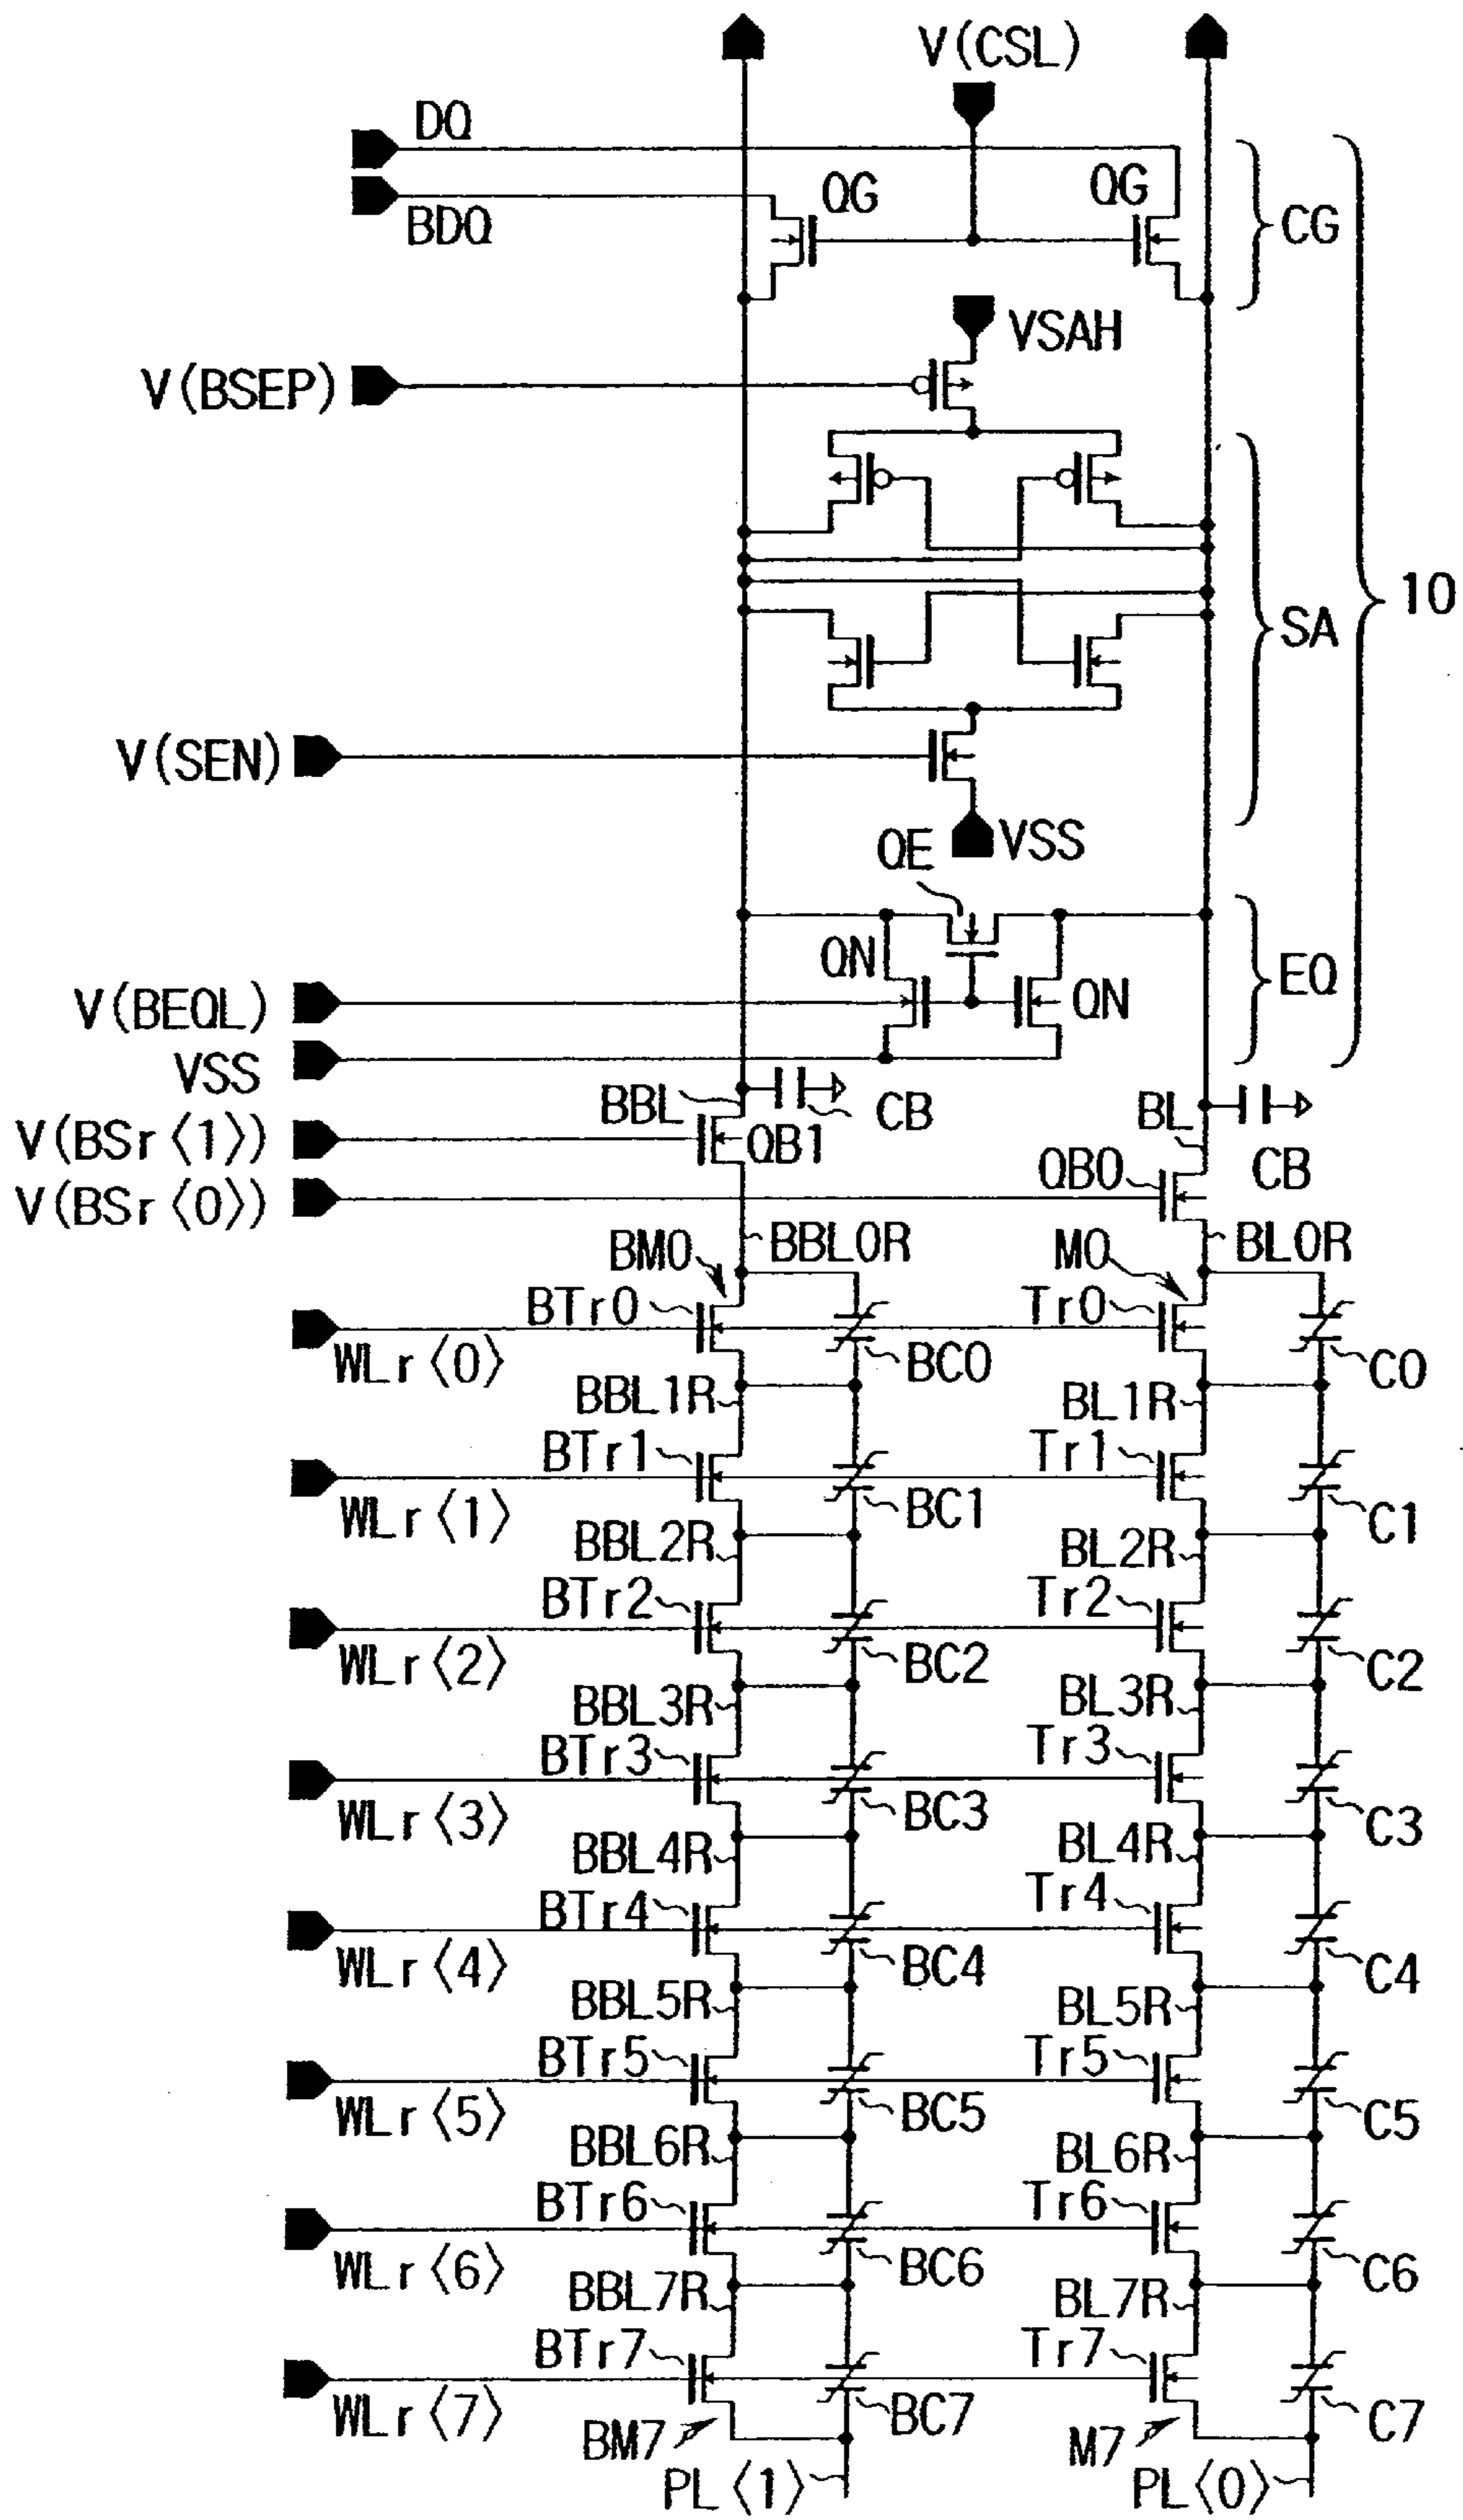 V(CSL)
DQ
BDQ
QG
QG
CG
VSAH
V(BSEP)
10
SA
V(SEN)
QE
VSS
QN
QN
EQ
V(BEQL)
VSS
BBL
CB
BL
V(BSr⟨1⟩)
QB1
QB0
CB
V(BSr⟨0⟩)
BM0
BBL0R
M0
BL0R
BTr0
Tr0
WLr⟨0⟩
BC0
C0
BBL1R
BL1R
BTr1
Tr1
WLr⟨1⟩
BC1
C1
BBL2R
BL2R
BTr2
Tr2
WLr⟨2⟩
BC2
C2
BBL3R
BL3R
BTr3
Tr3
WLr⟨3⟩
BC3
C3
BBL4R
BL4R
BTr4
Tr4
WLr⟨4⟩
BC4
C4
BBL5R
BL5R
BTr5
Tr5
WLr⟨5⟩
BC5
C5
BBL6R
BL6R
BTr6
Tr6
WLr⟨6⟩
BC6
C6
BBL7R
BL7R
BTr7
Tr7
WLr⟨7⟩
BC7
C7
BM7
M7
PL⟨1⟩
PL⟨0⟩